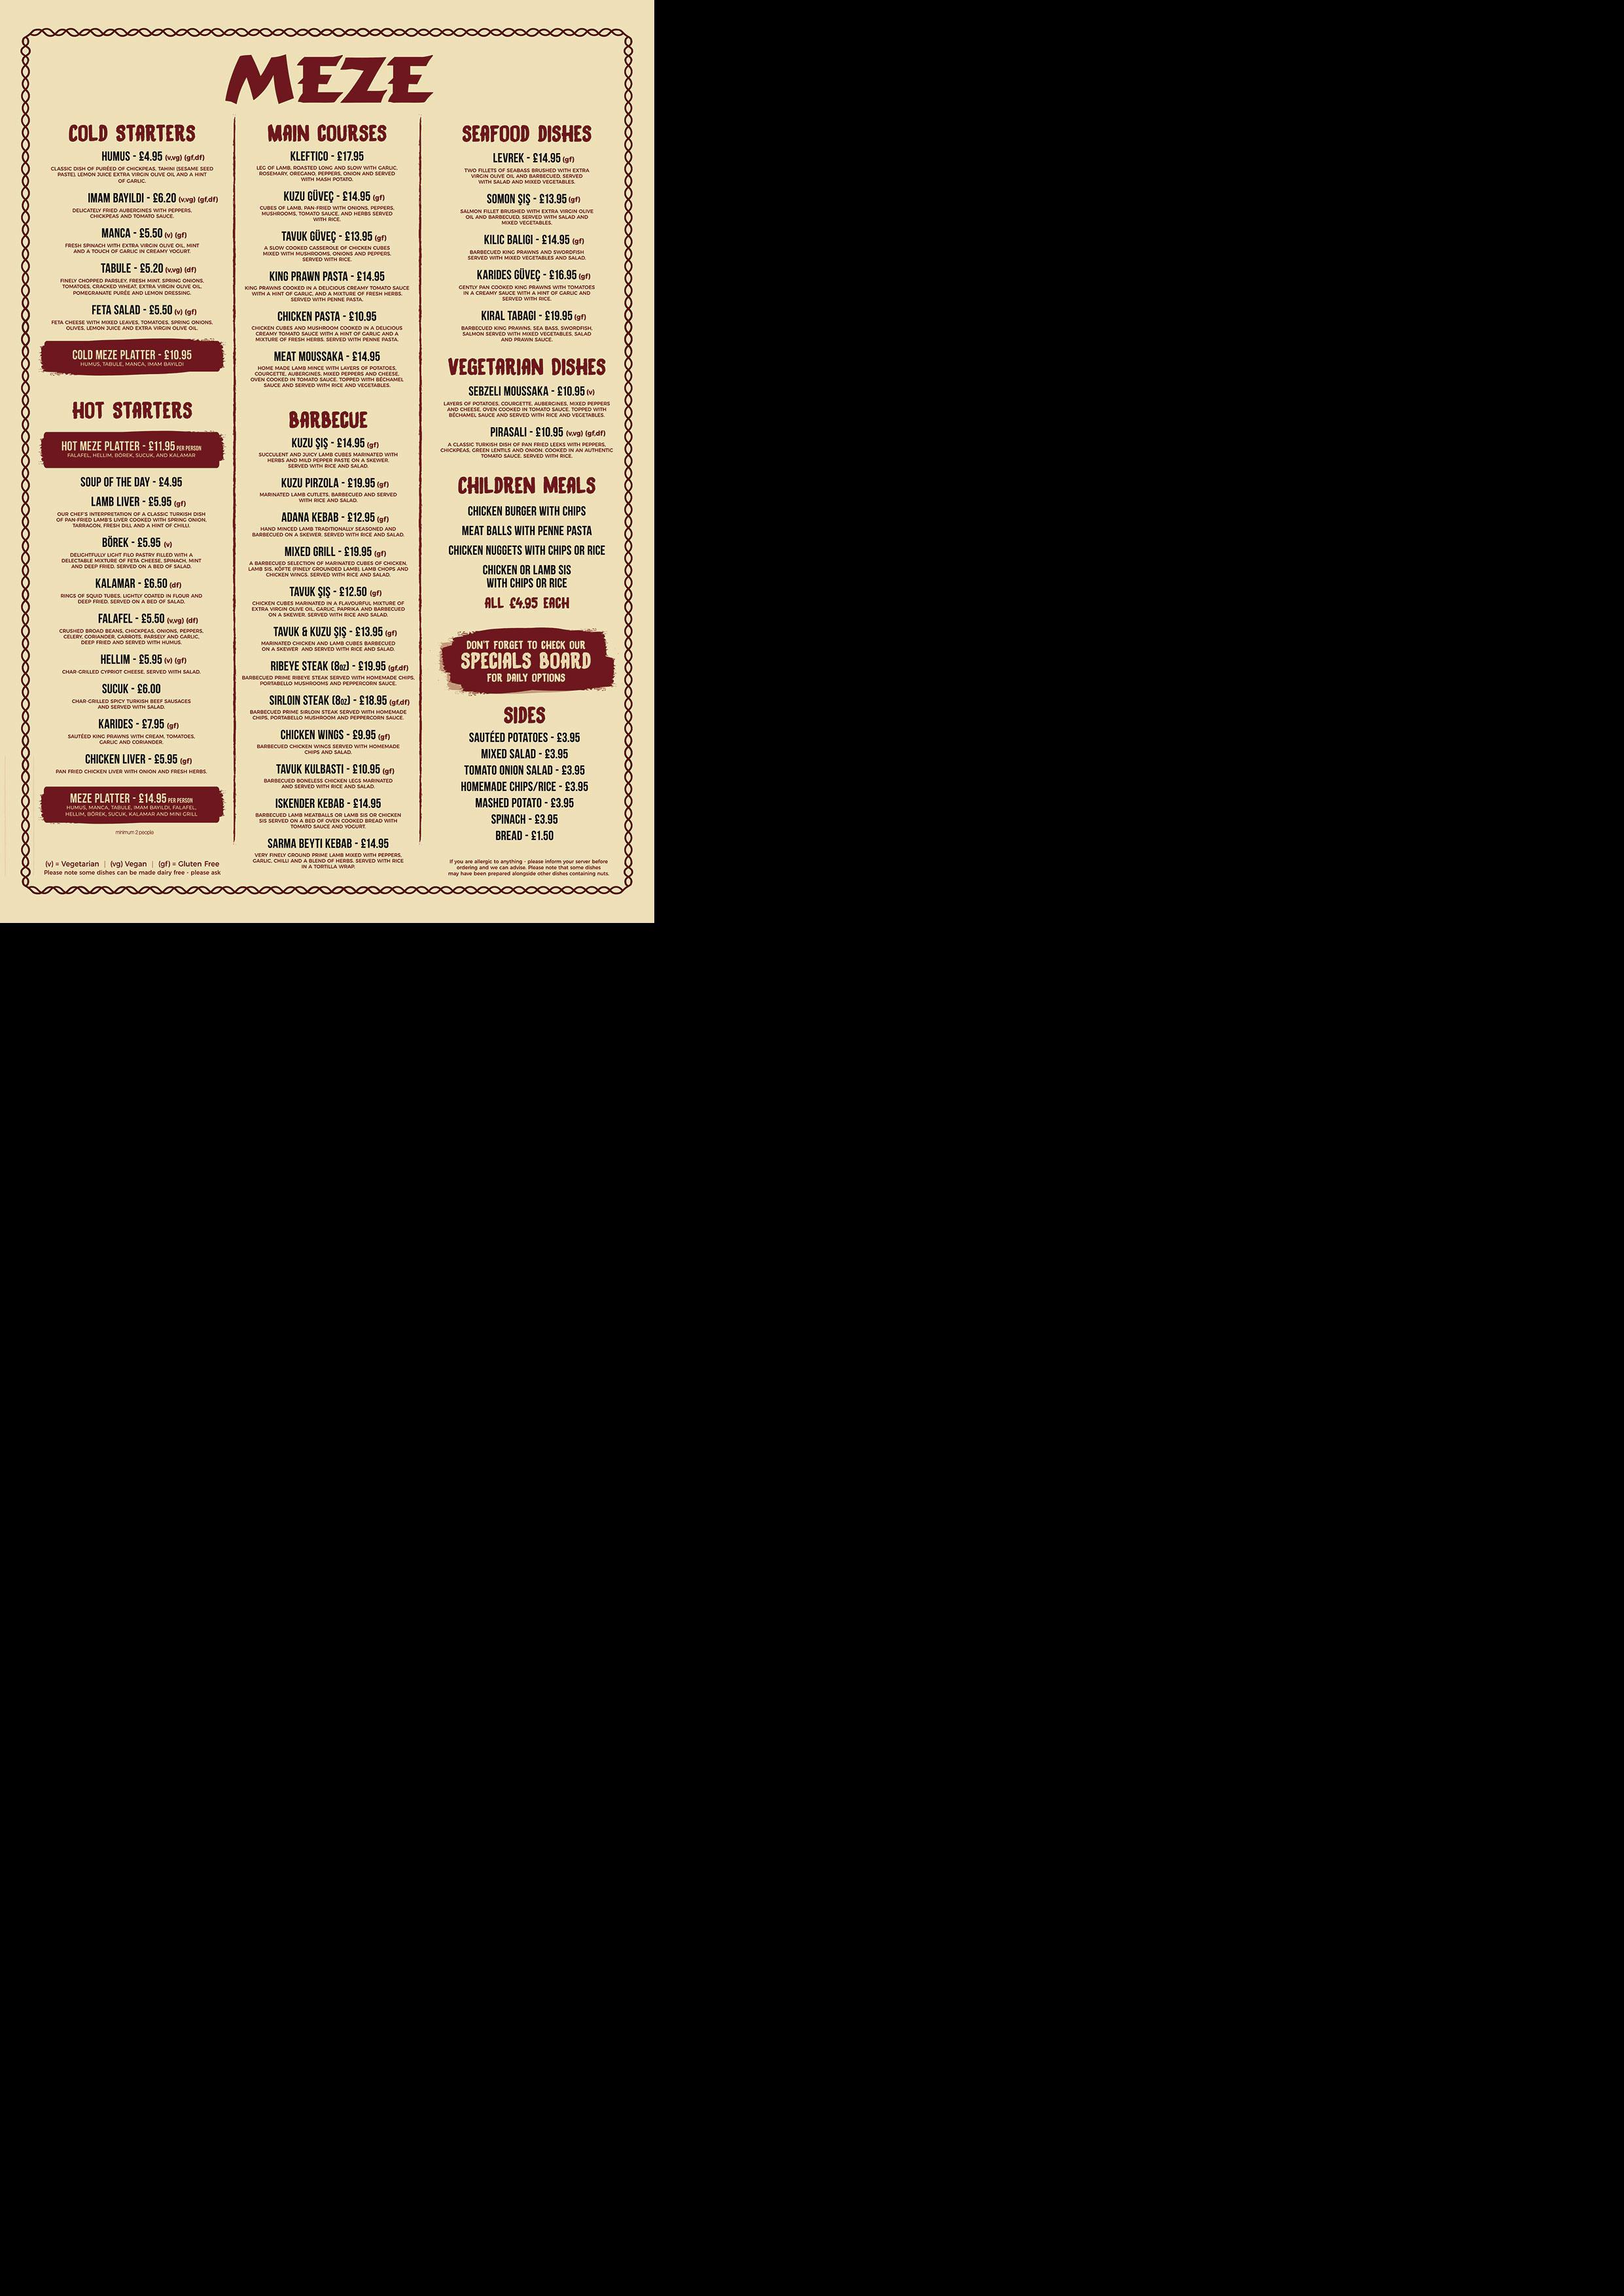 MEZE
COLD STARTERS
HUMUS - £4.95 (v,vg) (gf,df)
CLASSIC DISH OF PURÉED OF CHICKPEAS, TAHINI (SESAME SEED
PASTE), LEMON JUICE EXTRA VIRGIN OLIVE OIL AND A HINT
OF GARLIC.
IMAM BAYILDI - £6.20 (v,vg) (gf,df)
DELICATELY FRIED AUBERGINES WITH PEPPERS,
CHICKPEAS AND TOMATO SAUCE.
MANCA - £5.50 (v) (gf)
FRESH SPINACH WITH EXTRA VIRGIN OLIVE OIL, MINT
AND A TOUCH OF GARLIC IN CREAMY YOGURT.
TABULE - £5.20 (v,vg) (df)
FINELY CHOPPED PARSLEY, FRESH MINT, SPRING ONIONS,
TOMATOES, CRACKED WHEAT, EXTRA VIRGIN OLIVE OIL,
POMEGRANATE PURÉE AND LEMON DRESSING.
FETA SALAD - £5.50 (v) (gf)
FETA CHEESE WITH MIXED LEAVES, TOMATOES, SPRING ONIONS,
OLIVES, LEMON JUICE AND EXTRA VIRGIN OLIVE OIL.
COLD MEZE PLATTER - £10.95
HUMUS, TABULE, MANCA, IMAM BAYILDI
HOT STARTERS
HOT MEZE PLATTER - £11.95 PER PERSON
FALAFEL, HELLIM, BÖREK, SUCUK, AND KALAMAR
SOUP OF THE DAY - £4.95
LAMB LIVER - £5.95 (gf)
OUR CHEF'S INTERPRETATION OF A CLASSIC TURKISH DISH
OF PAN-FRIED LAMB'S LIVER COOKED WITH SPRING ONION,
TARRAGON, FRESH DILL AND A HINT OF CHILLI.
BÖREK - £5.95 (v)
DELIGHTFULLY LIGHT FILO PASTRY FILLED WITH A
DELECTABLE MIXTURE OF FETA CHEESE, SPINACH, MINT
AND DEEP FRIED. SERVED ON A BED OF SALAD.
KALAMAR - £6.50 (df)
RINGS OF SQUID TUBES, LIGHTLY COATED IN FLOUR AND
DEEP FRIED. SERVED ON A BED OF SALAD.
FALAFEL - £5.50 (v,vg) (df)
CRUSHED BROAD BEANS, CHICKPEAS, ONIONS, PEPPERS,
CELERY, CORIANDER, CARROTS, PARSELY AND GARLIC,
DEEP FRIED AND SERVED WITH HUMUS.
HELLIM - £5.95 (v) (gf)
CHAR-GRILLED CYPRIOT CHEESE, SERVED WITH SALAD.
SUCUK - £6.00
CHAR-GRILLED SPICY TURKISH BEEF SAUSAGES
AND SERVED WITH SALAD.
KARIDES - £7.95 (gf)
SAUTÉED KING PRAWNS WITH CREAM, TOMATOES,
GARLIC AND CORIANDER.
CHICKEN LIVER - £5.95 (gf)
PAN FRIED CHICKEN LIVER WITH ONION AND FRESH HERBS.
MEZE PLATTER - £14.95 PER PERSON
HUMUS, MANCA, TABULE, IMAM BAYILDI, FALAFEL,
HELLIM, BÖREK, SUCUK, KALAMAR AND MINI GRILL
minimum 2 people
(v) = Vegetarian | (vg) Vegan | (gf) = Gluten Free
Please note some dishes can be made dairy free - please ask
MAIN COURSES
KLEFTICO - £17.95
LEG OF LAMB, ROASTED LONG AND SLOW WITH GARLIC,
ROSEMARY, OREGANO, PEPPERS, ONION AND SERVED
WITH MASH POTATO.
KUZU GÜVEÇ - £14.95 (gf)
CUBES OF LAMB, PAN-FRIED WITH ONIONS, PEPPERS,
MUSHROOMS, TOMATO SAUCE, AND HERBS SERVED
WITH RICE.
TAVUK GÜVEÇ - £13.95 (gf)
A SLOW COOKED CASSEROLE OF CHICKEN CUBES
MIXED WITH MUSHROOMS, ONIONS AND PEPPERS,
SERVED WITH RICE.
KING PRAWN PASTA - £14.95
KING PRAWNS COOKED IN A DELICIOUS CREAMY TOMATO SAUCE
WITH A HINT OF GARLIC, AND A MIXTURE OF FRESH HERBS.
SERVED WITH PENNE PASTA.
CHICKEN PASTA - £10.95
CHICKEN CUBES AND MUSHROOM COOKED IN A DELICIOUS
CREAMY TOMATO SAUCE WITH A HINT OF GARLIC AND A
MIXTURE OF FRESH HERBS. SERVED WITH PENNE PASTA.
MEAT MOUSSAKA - £14.95
HOME MADE LAMB MINCE WITH LAYERS OF POTATOES,
COURGETTE, AUBERGINES, MIXED PEPPERS AND CHEESE,
OVEN COOKED IN TOMATO SAUCE, TOPPED WITH BÉCHAMEL
SAUCE AND SERVED WITH RICE AND VEGETABLES.
BARBECUE
KUZU ŞIŞ - £14.95 (gf)
SUCCULENT AND JUICY LAMB CUBES MARINATED WITH
HERBS AND MILD PEPPER PASTE ON A SKEWER.
SERVED WITH RICE AND SALAD.
KUZU PIRZOLA - £19.95 (gf)
MARINATED LAMB CUTLETS, BARBECUED AND SERVED
WITH RICE AND SALAD.
ADANA KEBAB - £12.95 (gf)
HAND MINCED LAMB TRADITIONALLY SEASONED AND
BARBECUED ON A SKEWER. SERVED WITH RICE AND SALAD.
MIXED GRILL - £19.95 (gf)
A BARBECUED SELECTION OF MARINATED CUBES OF CHICKEN,
LAMB SIS, KÖFTE (FINELY GROUNDED LAMB), LAMB CHOPS AND
CHICKEN WINGS. SERVED WITH RICE AND SALAD.
TAVUK ŞIŞ - £12.50 (gf)
CHICKEN CUBES MARINATED IN A FLAVOURFUL MIXTURE OF
EXTRA VIRGIN OLIVE OIL, GARLIC, PAPRIKA AND BARBECUED
ON A SKEWER. SERVED WITH RICE AND SALAD.
TAVUK & KUZU ŞIŞ - £13.95 (gf)
MARINATED CHICKEN AND LAMB CUBES BARBECUED
ON A SKEWER AND SERVED WITH RICE AND SALAD.
RIBEYE STEAK (8oz) - £19.95 (gf,df)
BARBECUED PRIME RIBEYE STEAK SERVED WITH HOMEMADE CHIPS,
PORTABELLO MUSHROOMS AND PEPPERCORN SAUCE.
SIRLOIN STEAK (8oz) - £18.95 (gf,df)
BARBECUED PRIME SIRLOIN STEAK SERVED WITH HOMEMADE
CHIPS, PORTABELLO MUSHROOM AND PEPPERCORN SAUCE.
CHICKEN WINGS - £9.95 (gf)
BARBECUED CHICKEN WINGS SERVED WITH HOMEMADE
CHIPS AND SALAD.
TAVUK KULBASTI - £10.95 (gf)
BARBECUED BONELESS CHICKEN LEGS MARINATED
AND SERVED WITH RICE AND SALAD.
ISKENDER KEBAB - £14.95
BARBECUED LAMB MEATBALLS OR LAMB SIS OR CHICKEN
SIS SERVED ON A BED OF OVEN COOKED BREAD WITH
TOMATO SAUCE AND YOGURT.
SARMA BEYTI KEBAB - £14.95
VERY FINELY GROUND PRIME LAMB MIXED WITH PEPPERS,
GARLIC, CHILLI AND A BLEND OF HERBS. SERVED WITH RICE
IN A TORTILLA WRAP.
SEAFOOD DISHES
LEVREK - £14.95 (gf)
TWO FILLETS OF SEABASS BRUSHED WITH EXTRA
VIRGIN OLIVE OIL AND BARBECUED, SERVED
WITH SALAD AND MIXED VEGETABLES.
SOMON ŞIŞ - £13.95 (gf)
SALMON FILLET BRUSHED WITH EXTRA VIRGIN OLIVE
OIL AND BARBECUED, SERVED WITH SALAD AND
MIXED VEGETABLES.
KILIC BALIGI - £14.95 (gf)
BARBECUED KING PRAWNS AND SWORDFISH
SERVED WITH MIXED VEGETABLES AND SALAD.
KARIDES GÜVEÇ - £16.95 (gf)
GENTLY PAN COOKED KING PRAWNS WITH TOMATOES
IN A CREAMY SAUCE WITH A HINT OF GARLIC AND
SERVED WITH RICE.
KIRAL TABAGI - £19.95 (gf)
BARBECUED KING PRAWNS, SEA BASS, SWORDFISH,
SALMON SERVED WITH MIXED VEGETABLES, SALAD
AND PRAWN SAUCE.
VEGETARIAN DISHES
SEBZELI MOUSSAKA - £10.95 (v)
LAYERS OF POTATOES, COURGETTE, AUBERGINES, MIXED PEPPERS
AND CHEESE, OVEN COOKED IN TOMATO SAUCE, TOPPED WITH
BÉCHAMEL SAUCE AND SERVED WITH RICE AND VEGETABLES.
PIRASALI - £10.95 (v,vg) (gf,df)
A CLASSIC TURKISH DISH OF PAN FRIED LEEKS WITH PEPPERS,
CHICKPEAS, GREEN LENTILS AND ONION. COOKED IN AN AUTHENTIC
TOMATO SAUCE. SERVED WITH RICE.
CHILDREN MEALS
CHICKEN BURGER WITH CHIPS
MEAT BALLS WITH PENNE PASTA
CHICKEN NUGGETS WITH CHIPS OR RICE
CHICKEN OR LAMB SIS
WITH CHIPS OR RICE
ALL £4.95 EACH
DON'T FORGET TO CHECK OUR
SPECIALS BOARD
FOR DAILY OPTIONS
SIDES
SAUTÉED POTATOES - £3.95
MIXED SALAD - £3.95
TOMATO ONION SALAD - £3.95
HOMEMADE CHIPS/RICE - £3.95
MASHED POTATO - £3.95
SPINACH - £3.95
BREAD - £1.50
If you are allergic to anything - please inform your server before
ordering and we can advise. Please note that some dishes
may have been prepared alongside other dishes containing nuts.